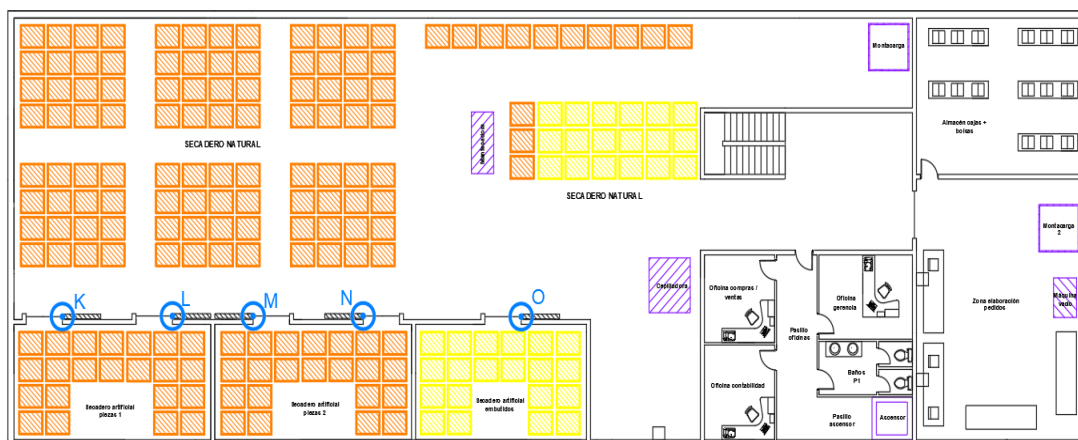 Montacarga
Almacén cajas +
bolsas
SECADERO NATURAL
SECADERO NATURAL
Montacarga
2
Máquina
vacio
Zona elaboración
pedidos
Cepilladora
Oficina compras /
ventas
Oficina
gerencia
Pasillo
oficinas
Baños
P1
Oficina contabilidad
Pasillo
ascensor
Ascensor
K
L
M
N
O
Secadero artificial
piezas 1
Secadero artificial
piezas 2
Secadero artificial
embutidos